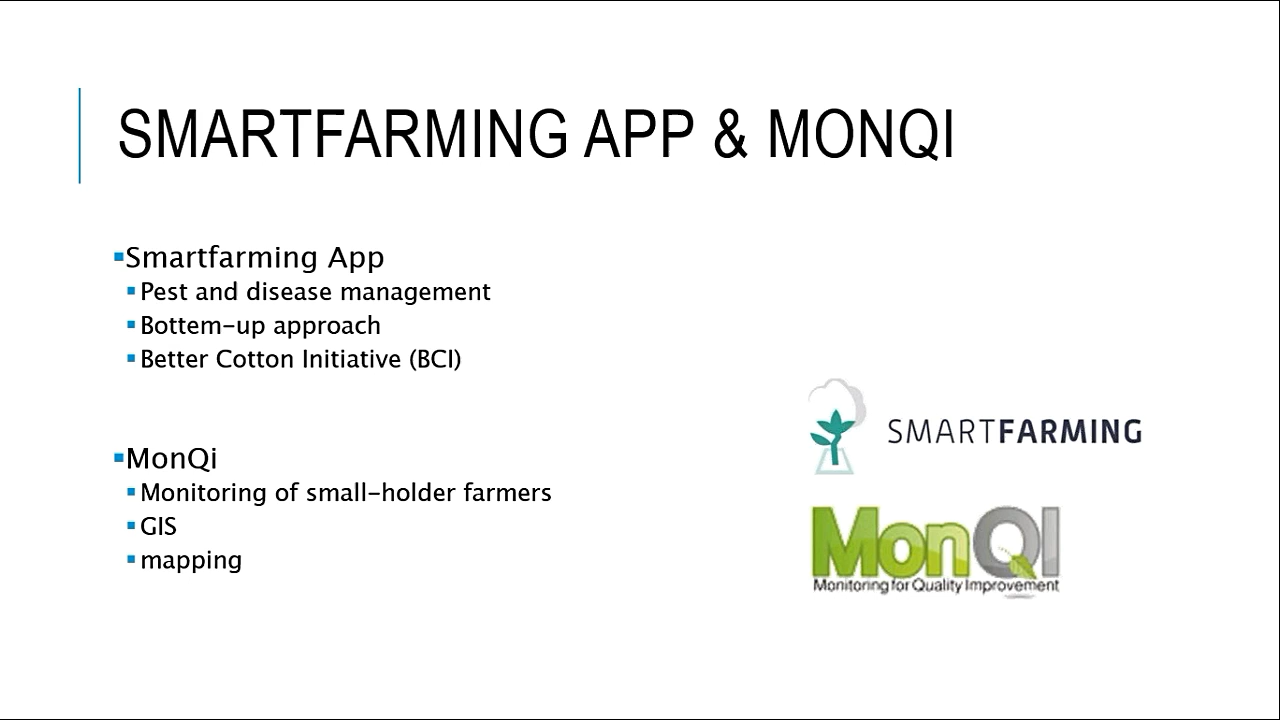 SMARTFARMING APP & MONQI
Smartfarming App
Pest and disease management
Bottem-up approach
Better Cotton Initiative (BCI)
MonQi
Monitoring of small-holder farmers
GIS
mapping
SMARTFARMING
MonQI
Monitoring for Quality Improvement